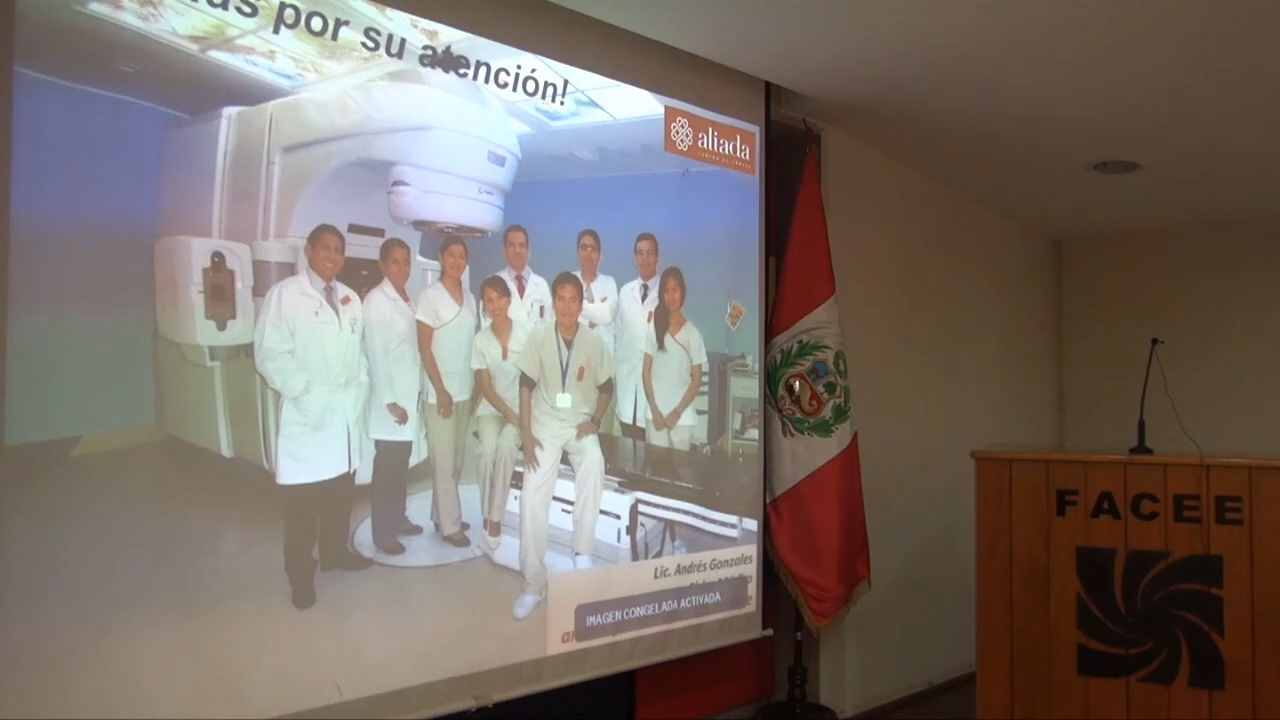 por su atención!
aliada
Lic. Andrés Gonzales
IMAGEN CONGELADA ACTIVADA
FACEE